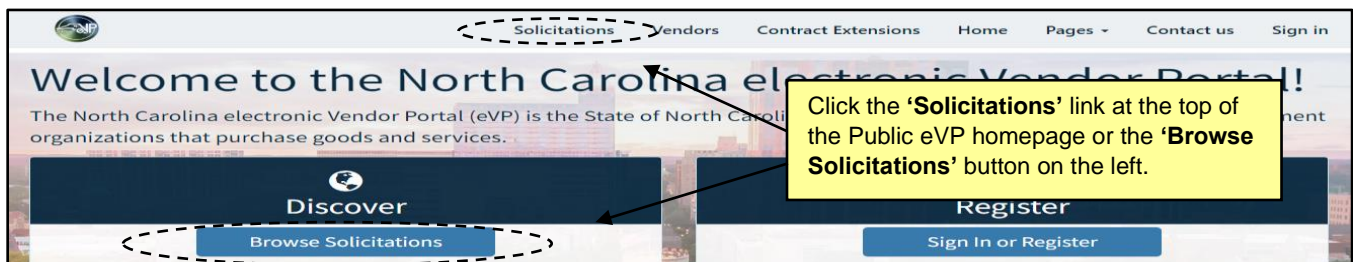 eVP
Solicitations Vendors Contract Extensions Home Pages Contact us Sign in
Welcome to the North Carolina electronic Vendor Portal!
The North Carolina electronic Vendor Portal (eVP) is the State of North
organizations that purchase goods and services.
Click the ‘Solicitations’ link at the top of
the Public eVP homepage or the ‘Browse
Solicitations’ button on the left.
Discover
Register
Browse Solicitations
Sign In or Register